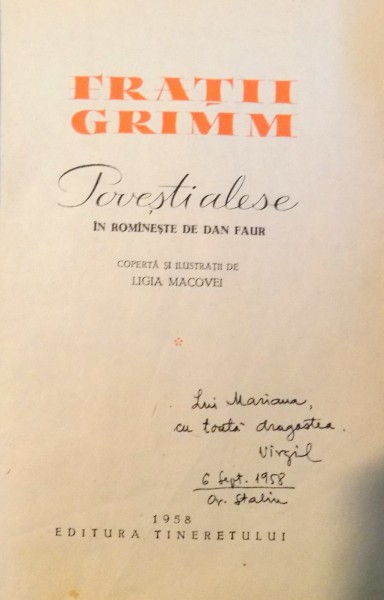 FRAȚII
GRIMM
Povești alese
ÎN ROMÎNEȘTE DE DAN FAUR
COPERTĂ ȘI ILUSTRAȚII DE
LIGIA MACOVEI
*
Lui Mariana,
cu toată dragostea.
Virgil
6 Sept. 1958
Or. Stalin
1958
EDITURA TINERETULUI